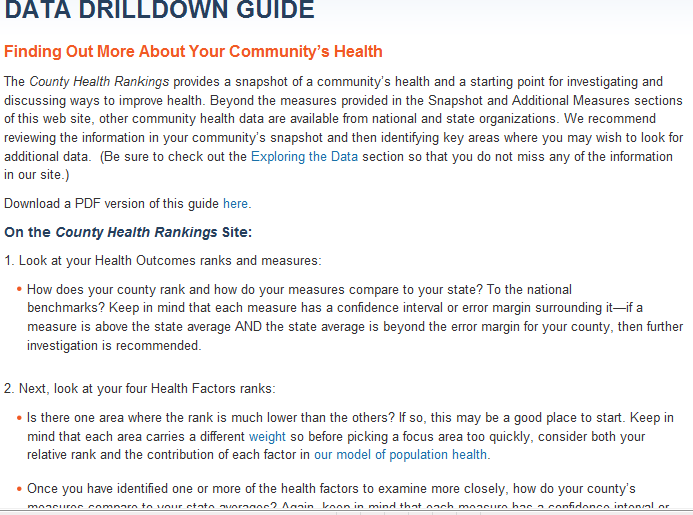 DATA DRILLDOWN GUIDE
Finding Out More About Your Community's Health
The County Health Rankings provides a snapshot of a community's health and a starting point for investigating and
discussing ways to improve health. Beyond the measures provided in the Snapshot and Additional Measures sections
of this web site, other community health data are available from national and state organizations. We recommend
reviewing the information in your community's snapshot and then identifying key areas where you may wish to look for
additional data. (Be sure to check out the Exploring the Data section so that you do not miss any of the information
in our site.)
Download a PDF version of this guide here.
On the County Health Rankings Site:
1. Look at your Health Outcomes ranks and measures:
• How does your county rank and how do your measures compare to your state? To the national
benchmarks? Keep in mind that each measure has a confidence interval or error margin surrounding it—if a
measure is above the state average AND the state average is beyond the error margin for your county, then further
investigation is recommended.
2. Next, look at your four Health Factors ranks:
• Is there one area where the rank is much lower than the others? If so, this may be a good place to start. Keep in
mind that each area carries a different weight so before picking a focus area too quickly, consider both your
relative rank and the contribution of each factor in our model of population health.
• Once you have identified one or more of the health factors to examine more closely, how do your county's
measures compare to your state averages? Again, keep in mind that each measure has a confidence interval or